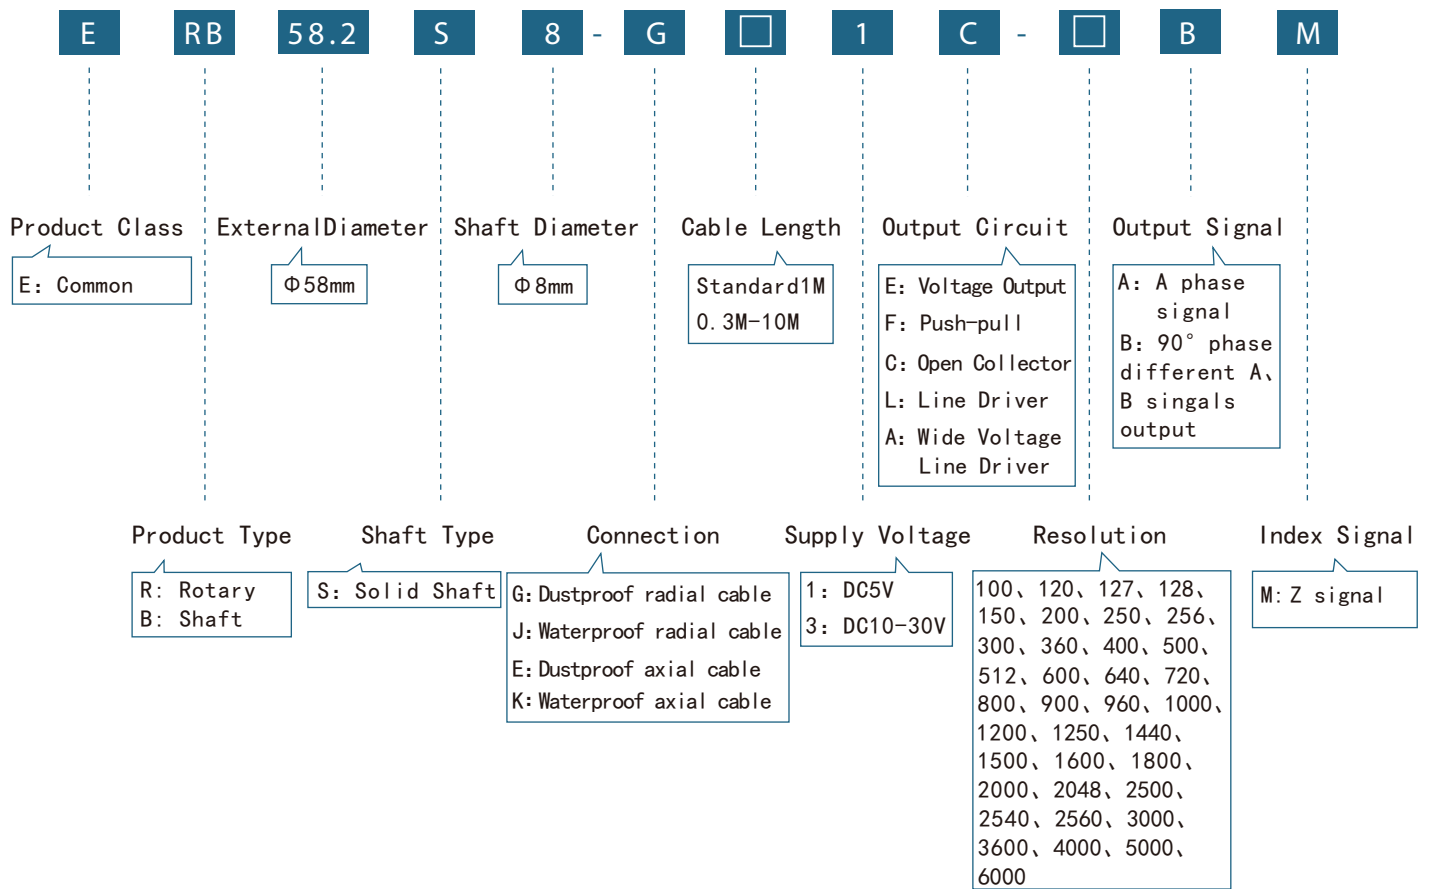 E RB 58.2 S 8 - G □ 1 C - □ B M
Product Class
E: Common
ExternalDiameter
Φ58mm
Shaft Diameter
Φ8mm
Cable Length
Standard1M
0.3M-10M
Output Circuit
E: Voltage Output
F: Push-pull
C: Open Collector
L: Line Driver
A: Wide Voltage
Line Driver
Output Signal
A: A phase
signal
B: 90° phase
different A、
B singals
output
Product Type
R: Rotary
B: Shaft
Shaft Type
S: Solid Shaft
Connection
G: Dustproof radial cable
J: Waterproof radial cable
E: Dustproof axial cable
K: Waterproof axial cable
Supply Voltage
1: DC5V
3: DC10-30V
Resolution
100、120、127、128、
150、200、250、256、
300、360、400、500、
512、600、640、720、
800、900、960、1000、
1200、1250、1440、
1500、1600、1800、
2000、2048、2500、
2540、2560、3000、
3600、4000、5000、
6000
Index Signal
M: Z signal